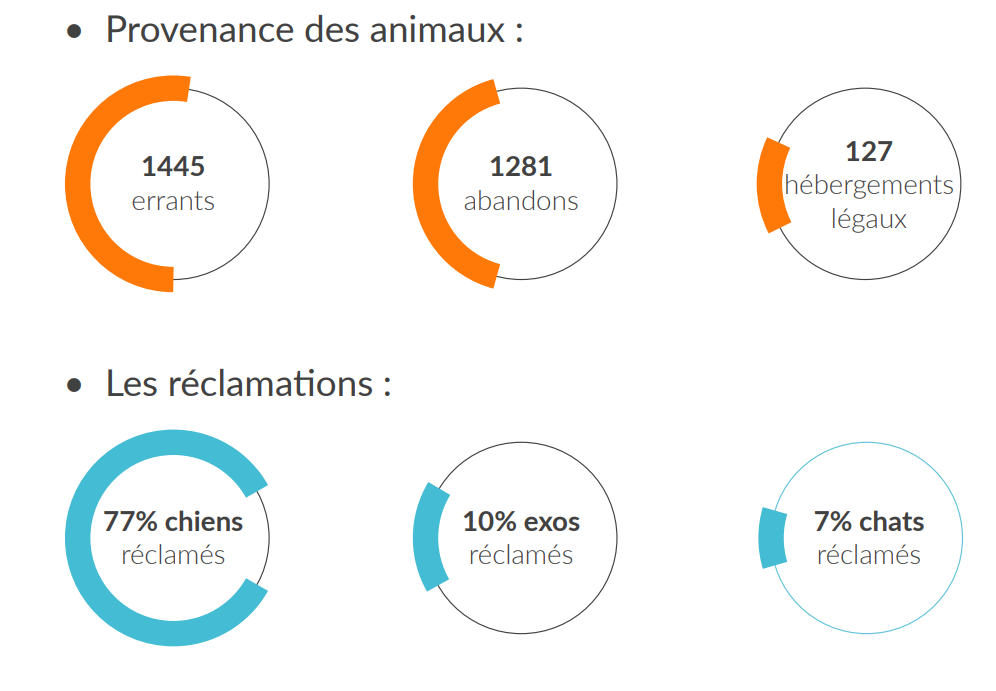 • Provenance des animaux :
1445
errants
1281
abandons
127
hébergements
légaux
• Les réclamations :
77% chiens
réclamés
10% exos
réclamés
7% chats
réclamés